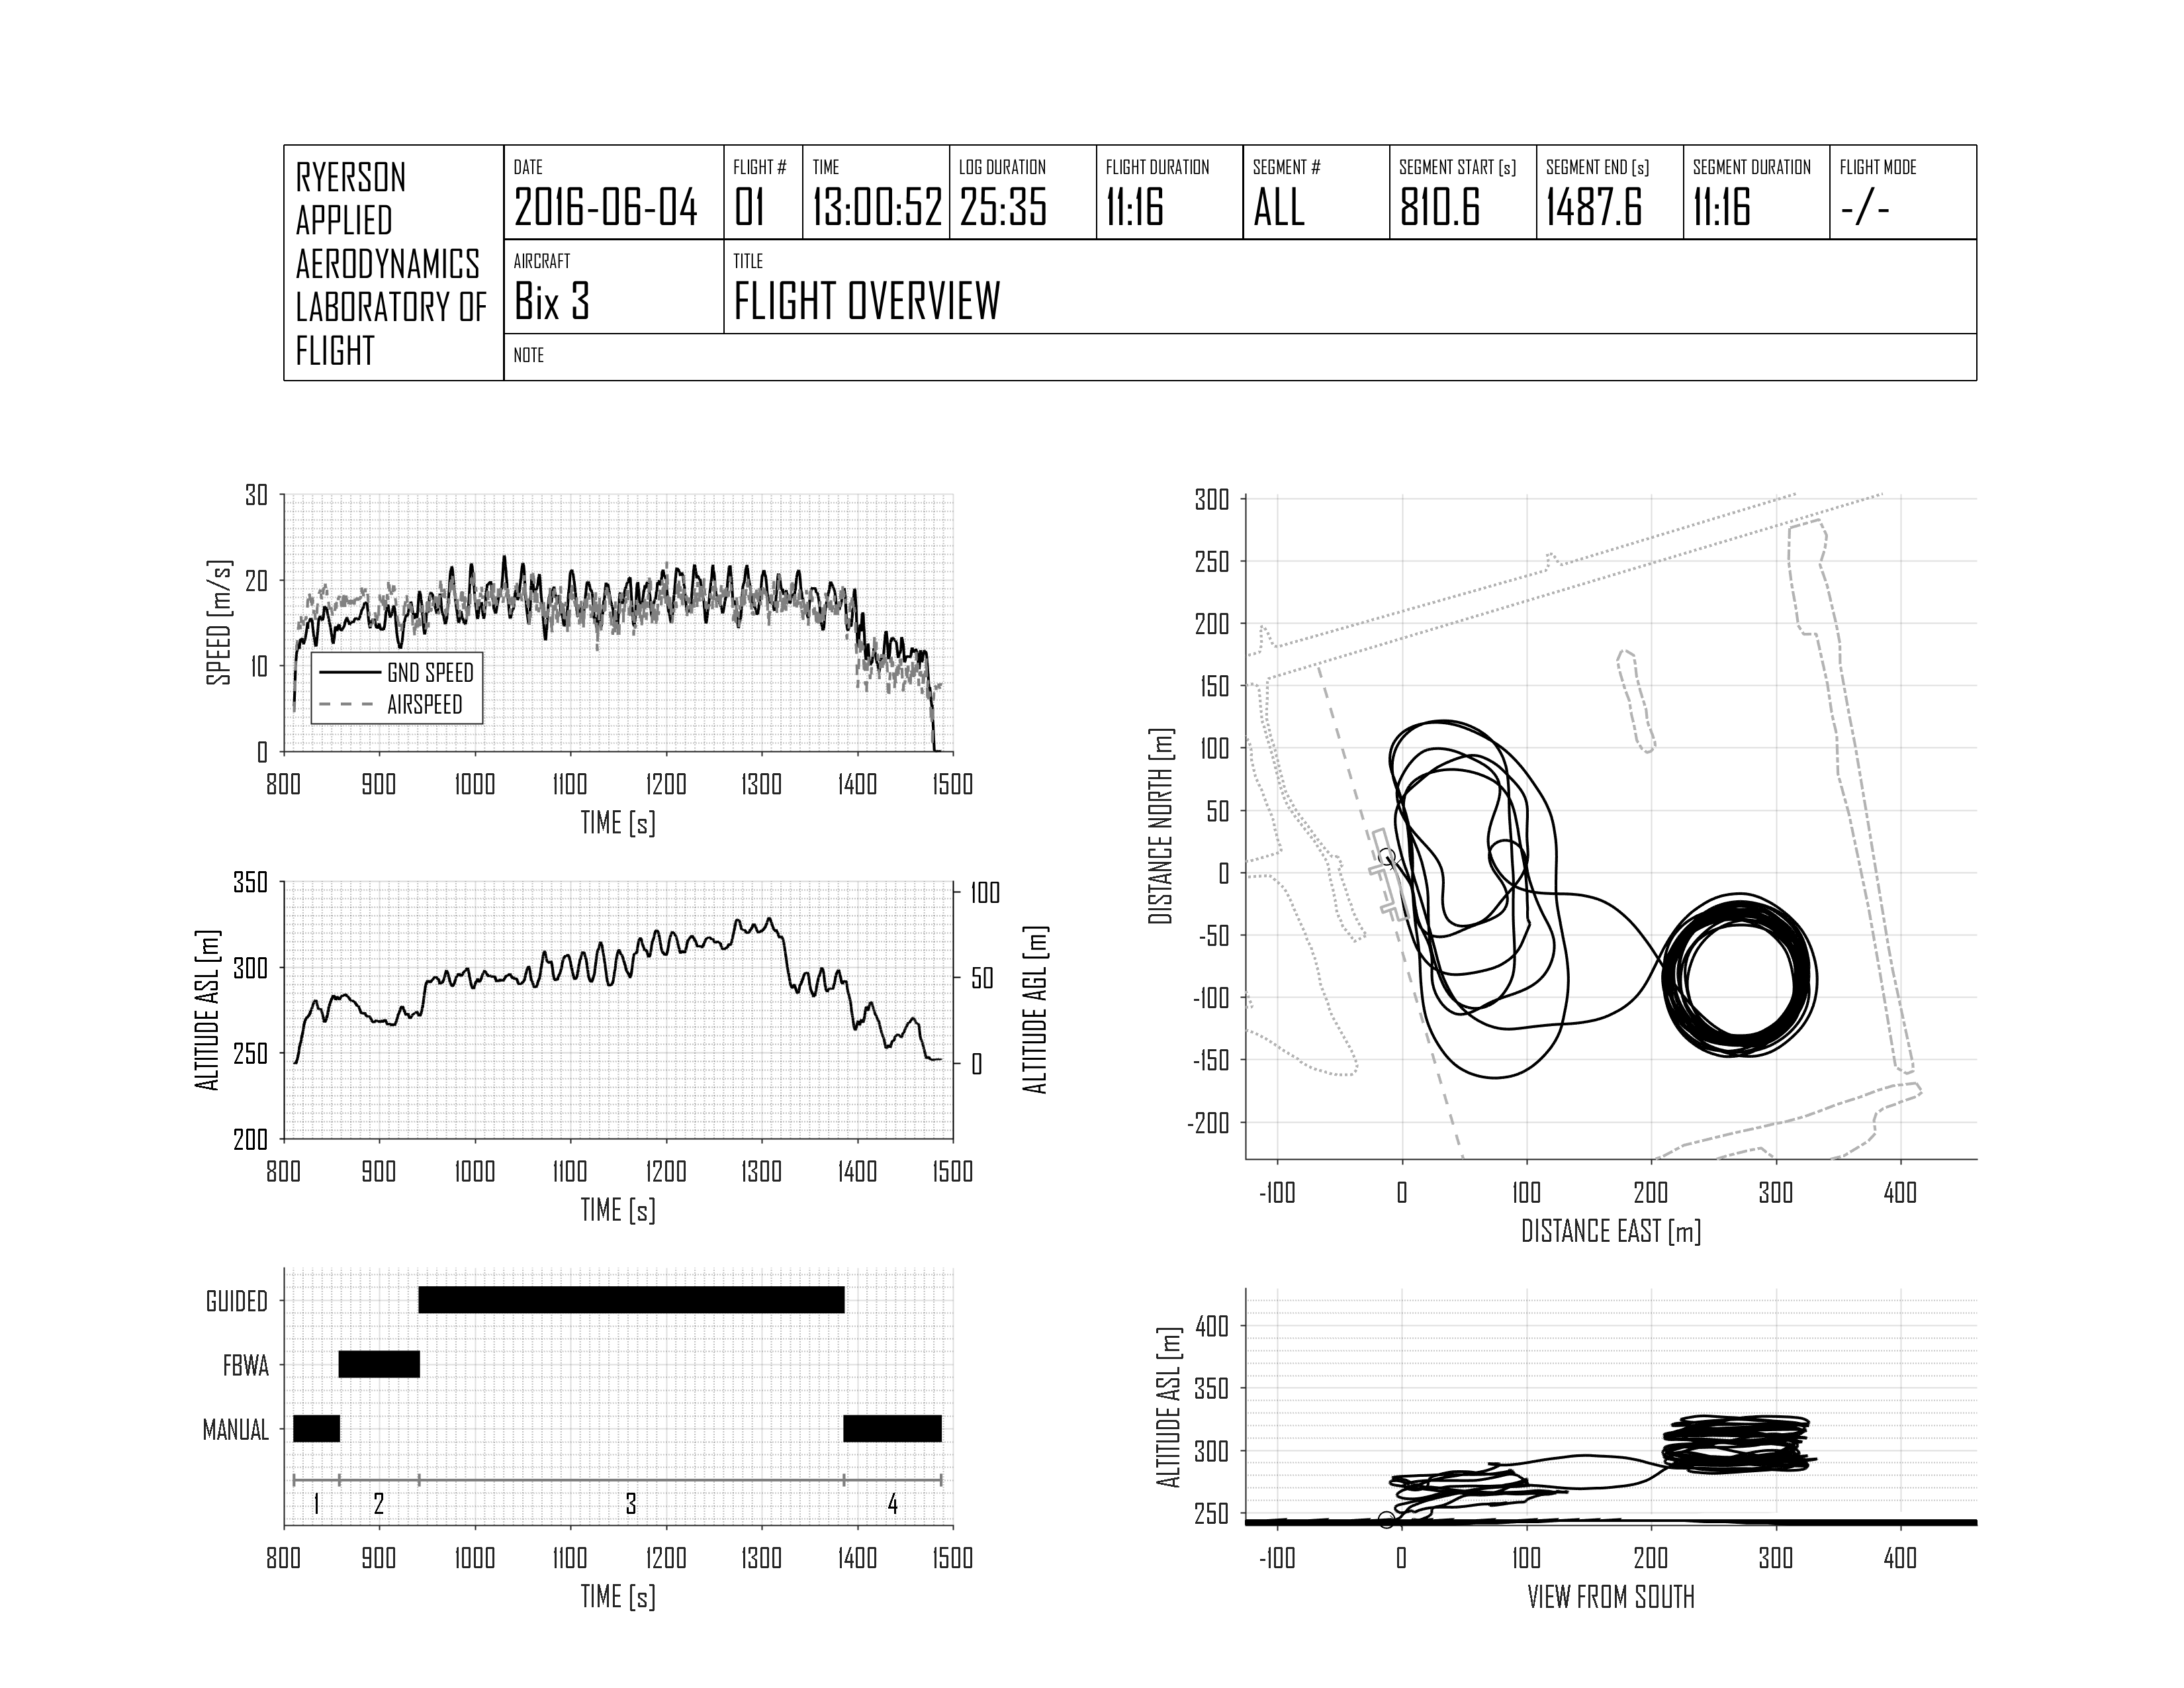 RYERSON
APPLIED
AERODYNAMICS
LABORATORY OF
FLIGHT
DATE
2016-06-04
FLIGHT #
01
TIME
13:00:52
LOG DURATION
25:35
FLIGHT DURATION
11:16
SEGMENT #
ALL
SEGMENT START [s]
810.6
SEGMENT END [s]
1487.6
SEGMENT DURATION
11:16
FLIGHT MODE
-/-
AIRCRAFT
Bix 3
TITLE
FLIGHT OVERVIEW
NOTE
SPEED [m/s]
30
20
10
0
GND SPEED
AIRSPEED
800 900 1000 1100 1200 1300 1400 1500
TIME [s]
ALTITUDE ASL [m]
350
300
250
200
100
50
0
ALTITUDE AGL [m]
800 900 1000 1100 1200 1300 1400 1500
TIME [s]
GUIDED
FBWA
MANUAL
1 2 3 4
800 900 1000 1100 1200 1300 1400 1500
TIME [s]
DISTANCE NORTH [m]
300
250
200
150
100
50
0
-50
-100
-150
-200
-100 0 100 200 300 400
DISTANCE EAST [m]
ALTITUDE ASL [m]
400
350
300
250
-100 0 100 200 300 400
VIEW FROM SOUTH